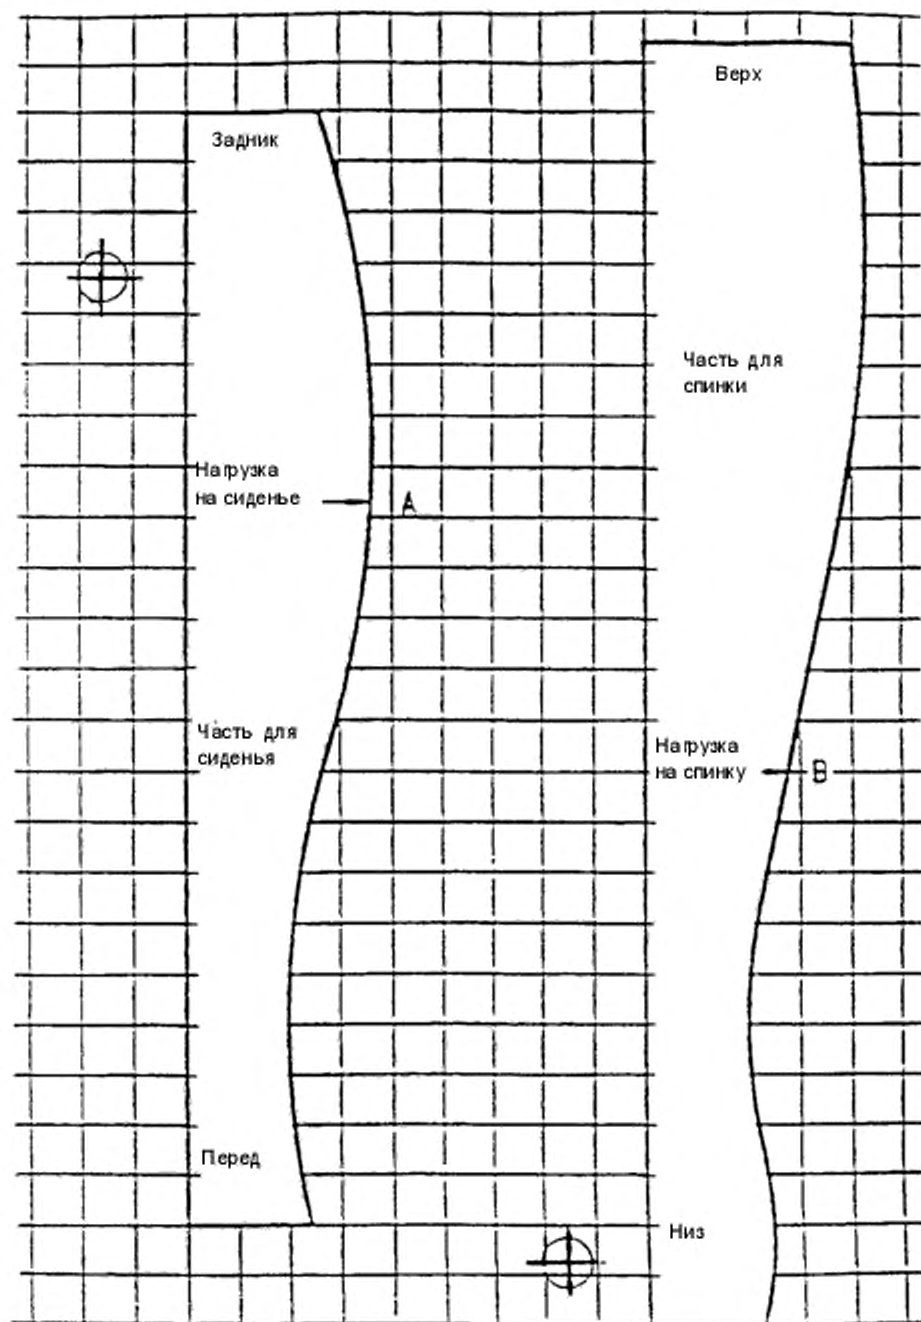 Верх
Задник
Часть для
спинки
Нагрузка
на сиденье
A
Часть для
сиденья
Нагрузка
на спинку
B
Перед
Низ